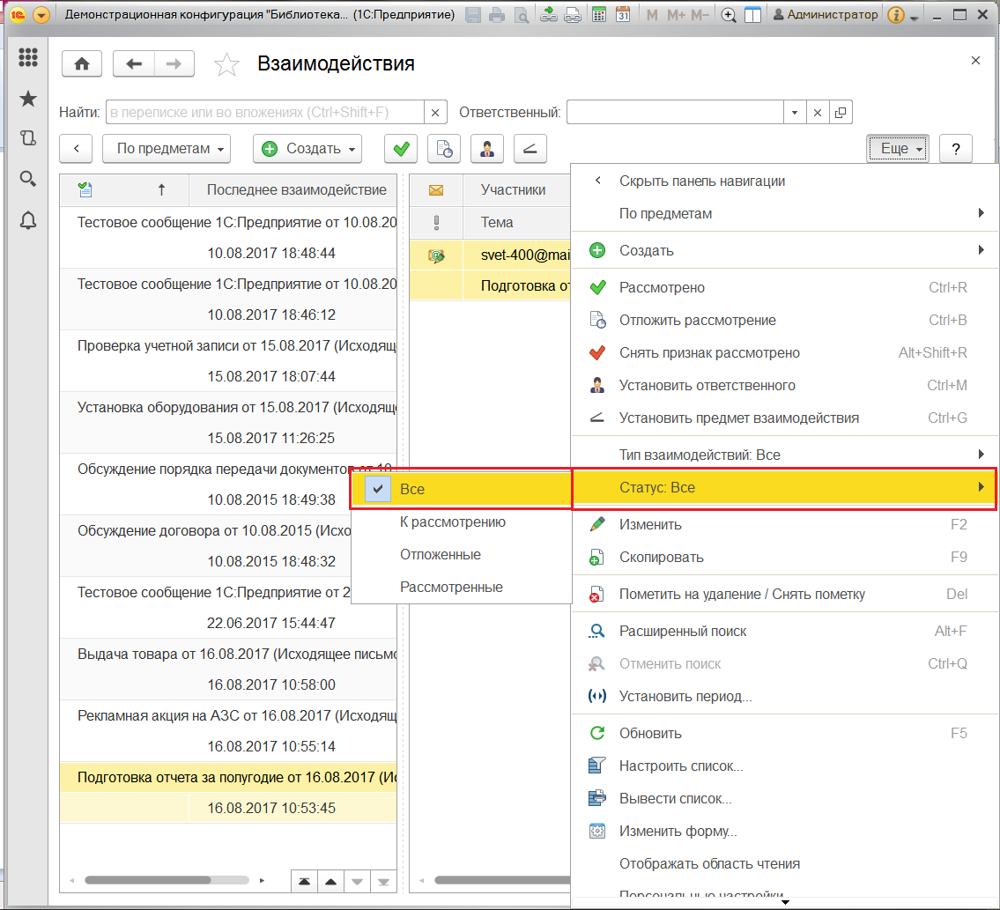 Демонстрационная конфигурация "Библиотека... (1С:Предприятие)
31
M M+ M-
Администратор
Взаимодействия
Найти:
в переписке или во вложениях (Ctrl+Shift+F)
Ответственный:
По предметам
Создать
Еще
?
Последнее взаимодействие
Тестовое сообщение 1С:Предприятие от 10.08.20
10.08.2017 18:48:44
Тестовое сообщение 1С:Предприятие от 10.08.20
10.08.2017 18:46:12
Проверка учетной записи от 15.08.2017 (Исходящ
15.08.2017 18:07:44
Установка оборудования от 15.08.2017 (Исходящ
15.08.2017 11:26:25
Обсуждение порядка передачи документов от 10
10.08.2015 18:49:38
Обсуждение договора от 10.08.2015 (Исхо
10.08.2015 18:48:32
Тестовое сообщение 1С:Предприятие от 2
22.06.2017 15:44:47
Выдача товара от 16.08.2017 (Исходящее письмо
16.08.2017 10:58:00
Рекламная акция на АЗС от 16.08.2017 (Исходящ
16.08.2017 10:55:14
Подготовка отчета за полугодие от 16.08.2017 (Ис
16.08.2017 10:53:45
Участники
Тема
svet-400@mai
Подготовка от
Скрыть панель навигации
По предметам
Создать
Рассмотрено Ctrl+R
Отложить рассмотрение Ctrl+B
Снять признак рассмотрено Alt+Shift+R
Установить ответственного Ctrl+M
Установить предмет взаимодействия Ctrl+G
Тип взаимодействий: Все
Статус: Все
Все
К рассмотрению
Отложенные
Рассмотренные
Изменить F2
Скопировать F9
Пометить на удаление / Снять пометку Del
Расширенный поиск Alt+F
Отменить поиск Ctrl+Q
Установить период...
Обновить F5
Настроить список...
Вывести список...
Изменить форму...
Отображать область чтения
Персональные настройки